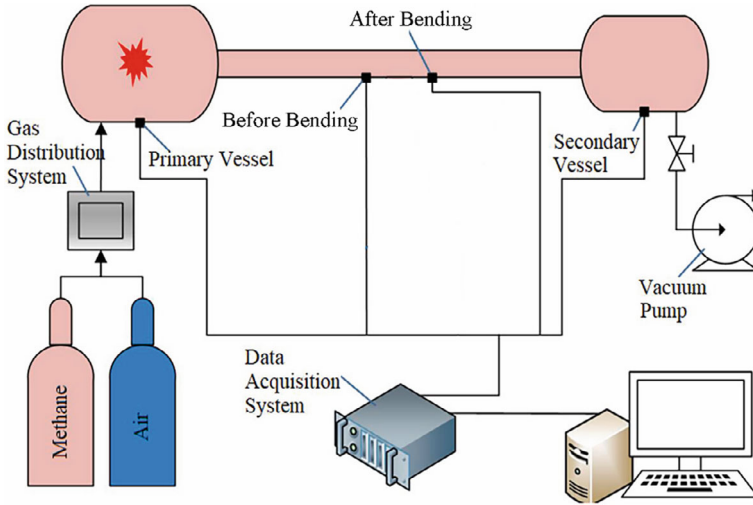 After Bending
Before Bending
Gas
Distribution
System
Primary Vessel
Secondary
Vessel
Vacuum
Pump
Data
Acquisition
System
Methane
Air